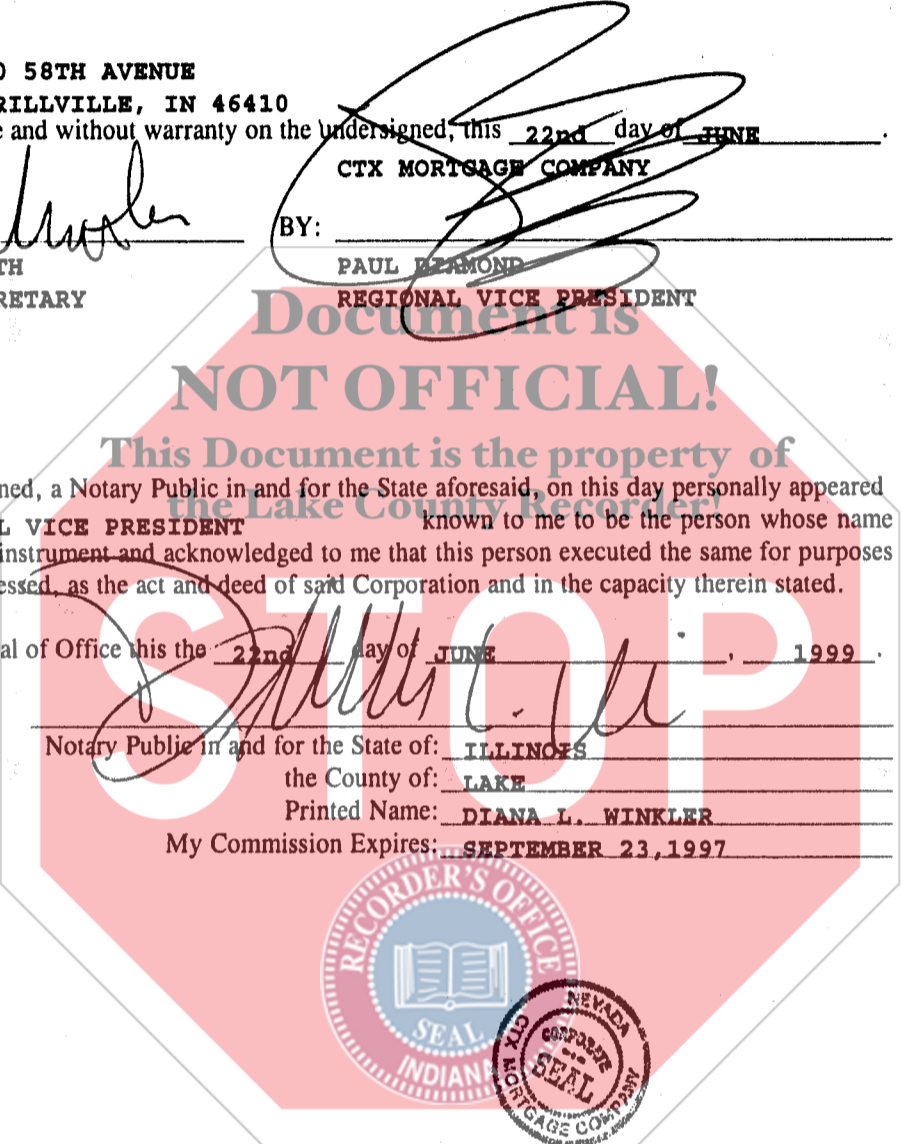 0 58TH AVENUE
RILLVILLE, IN 46410
e and without warranty on the undersigned, this 22nd day of JUNE .
CTX MORTGAGE COMPANY
BY:
TH PAUL DIAMOND
RETARY REGIONAL VICE PRESIDENT
Document is
NOT OFFICIAL!
This Document is the property of
the Lake County Recorder!
ned, a Notary Public in and for the State aforesaid, on this day personally appeared
L VICE PRESIDENT known to me to be the person whose name
instrument and acknowledged to me that this person executed the same for purposes
essed, as the act and deed of said Corporation and in the capacity therein stated.
al of Office this the 22nd day of JUNE , 1999 .
STOP
Notary Public in and for the State of: ILLINOIS
the County of: LAKE
Printed Name: DIANA L. WINKLER
My Commission Expires: SEPTEMBER 23,1997
RECORDER'S OFFICE
SEAL
INDIANA
NEVADA
CTX MORTGAGE COMPANY
CORPORATE
SEAL